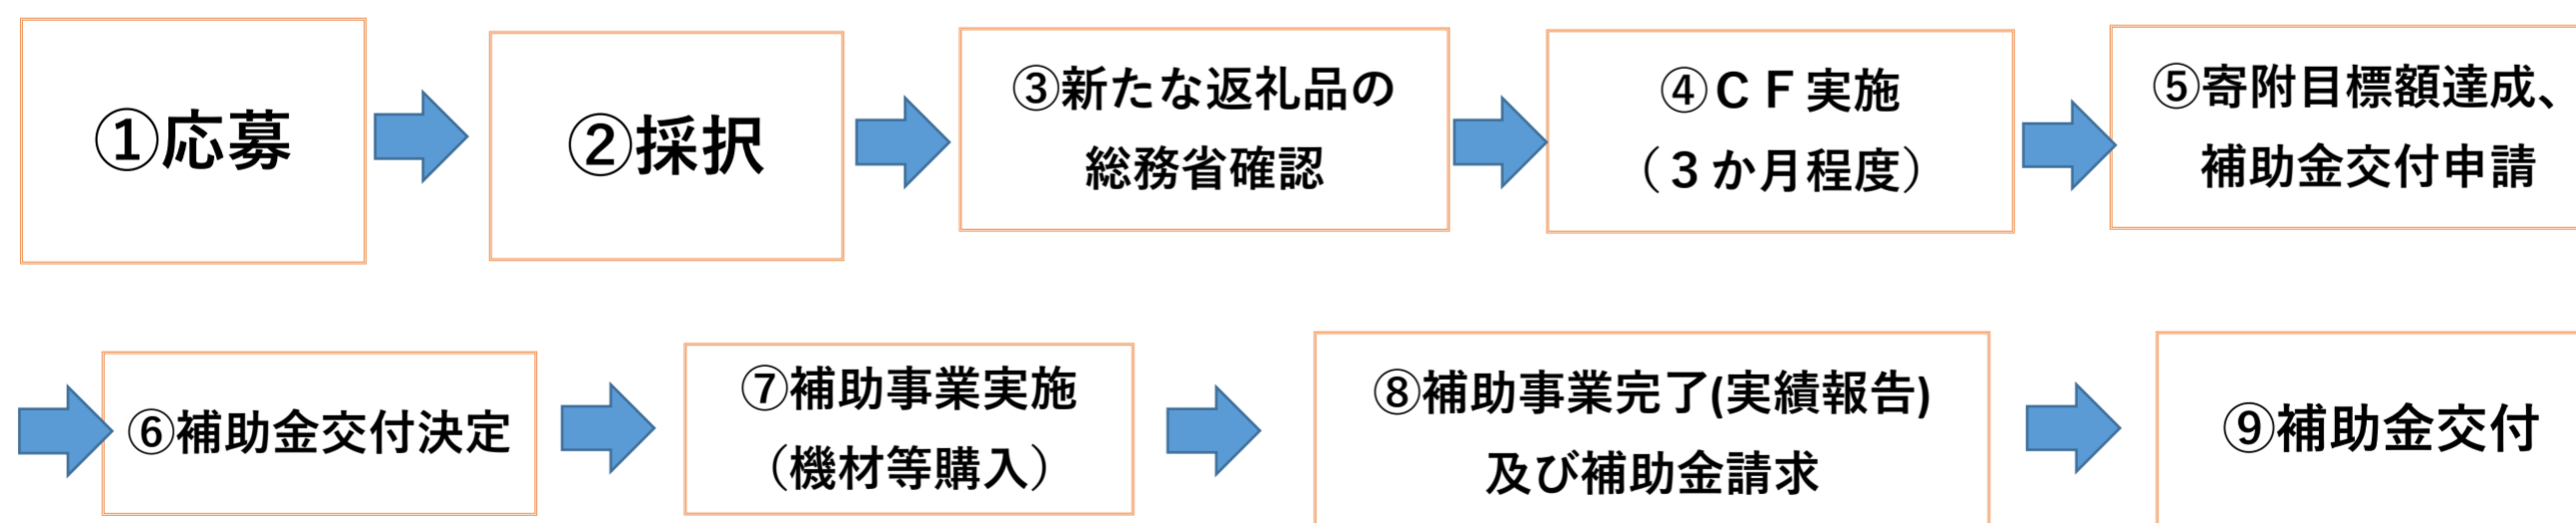 ①応募
②採択
③新たな返礼品の
総務省確認
④ＣＦ実施
（３か月程度）
⑤寄附目標額達成、
補助金交付申請
⑥補助金交付決定
⑦補助事業実施
（機材等購入）
⑧補助事業完了(実績報告)
及び補助金請求
⑨補助金交付